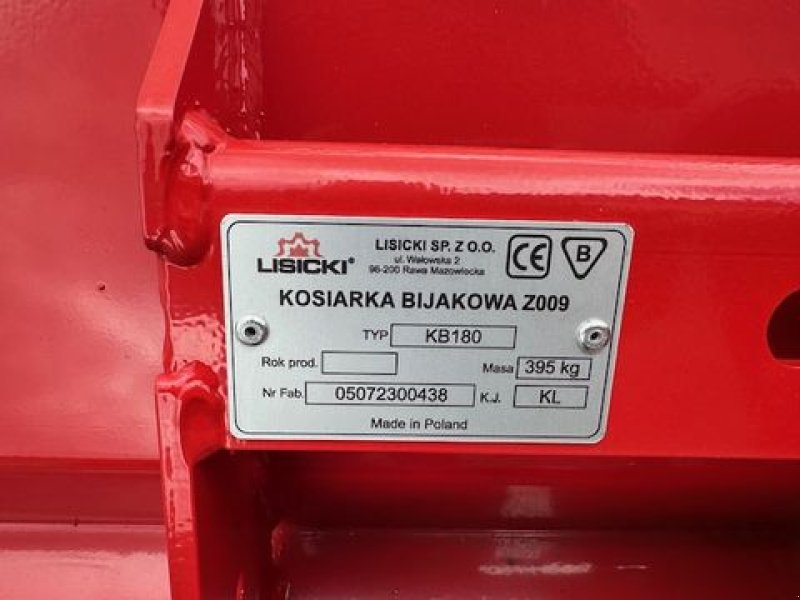 LISICKI®
LISICKI SP. Z O.O.
ul. Wałowska 2
96-200 Rawa Mazowiecka
CE
B
KOSIARKA BIJAKOWA Z009
TYP KB180
Rok prod.
Masa 395 kg
Nr Fab. 05072300438 K.J. KL
Made in Poland